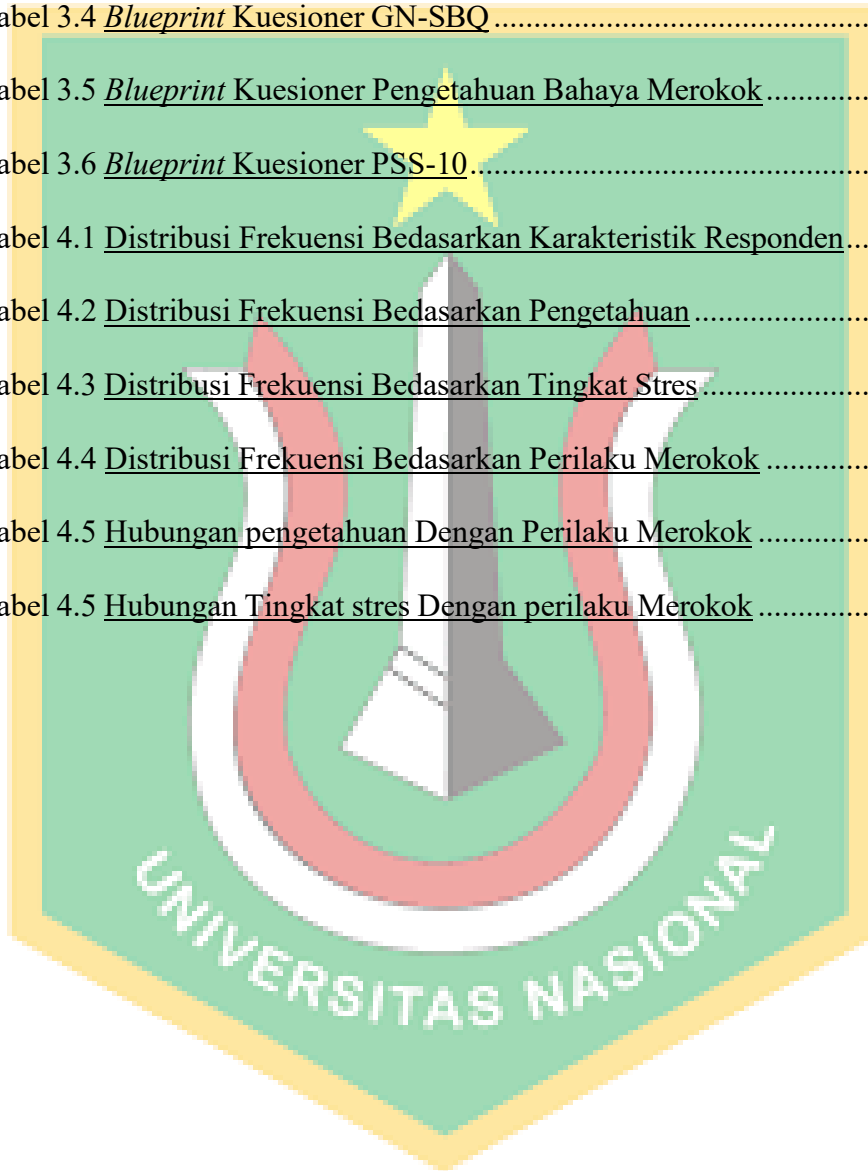 abel 3.4 Blueprint Kuesioner GN-SBQ ................................................
abel 3.5 Blueprint Kuesioner Pengetahuan Bahaya Merokok .............
abel 3.6 Blueprint Kuesioner PSS-10 ...................................................
abel 4.1 Distribusi Frekuensi Bedasarkan Karakteristik Responden ...
abel 4.2 Distribusi Frekuensi Bedasarkan Pengetahuan ......................
abel 4.3 Distribusi Frekuensi Bedasarkan Tingkat Stres .....................
abel 4.4 Distribusi Frekuensi Bedasarkan Perilaku Merokok .............
abel 4.5 Hubungan pengetahuan Dengan Perilaku Merokok ..............
abel 4.5 Hubungan Tingkat stres Dengan perilaku Merokok ..............
UNIVERSITAS NASIONAL